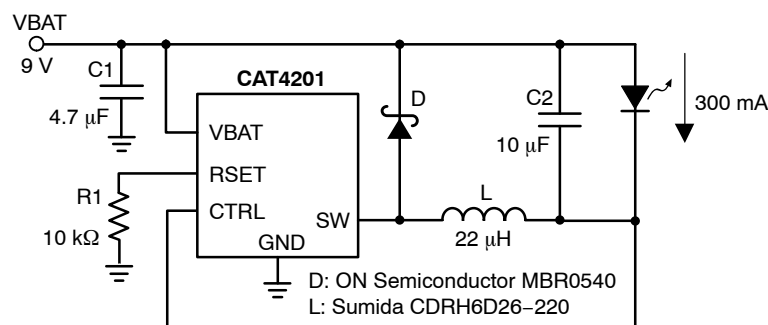 VBAT
9 V
C1
4.7 μF
CAT4201
VBAT
RSET
CTRL
SW
GND
R1
10 kΩ
D
C2
10 μF
300 mA
L
22 μH
D: ON Semiconductor MBR0540
L: Sumida CDRH6D26−220